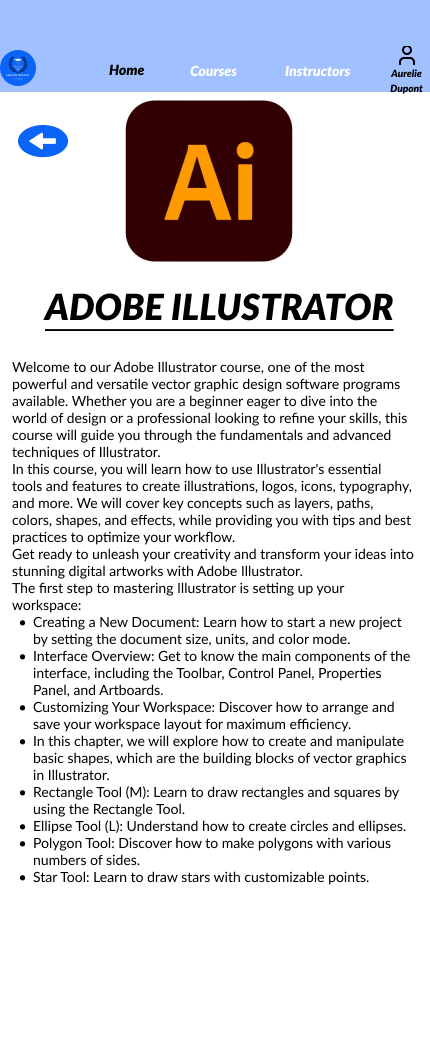 Home
Courses
Instructors
Aurelie
Dupont
Ai
ADOBE ILLUSTRATOR
Welcome to our Adobe Illustrator course, one of the most
powerful and versatile vector graphic design software programs
available. Whether you are a beginner eager to dive into the
world of design or a professional looking to refine your skills, this
course will guide you through the fundamentals and advanced
techniques of Illustrator.
In this course, you will learn how to use Illustrator's essential
tools and features to create illustrations, logos, icons, typography,
and more. We will cover key concepts such as layers, paths,
colors, shapes, and effects, while providing you with tips and best
practices to optimize your workflow.
Get ready to unleash your creativity and transform your ideas into
stunning digital artworks with Adobe Illustrator.
The first step to mastering Illustrator is setting up your
workspace:
• Creating a New Document: Learn how to start a new project
by setting the document size, units, and color mode.
• Interface Overview: Get to know the main components of the
interface, including the Toolbar, Control Panel, Properties
Panel, and Artboards.
• Customizing Your Workspace: Discover how to arrange and
save your workspace layout for maximum efficiency.
• In this chapter, we will explore how to create and manipulate
basic shapes, which are the building blocks of vector graphics
in Illustrator.
• Rectangle Tool (M): Learn to draw rectangles and squares by
using the Rectangle Tool.
• Ellipse Tool (L): Understand how to create circles and ellipses.
• Polygon Tool: Discover how to make polygons with various
numbers of sides.
• Star Tool: Learn to draw stars with customizable points.